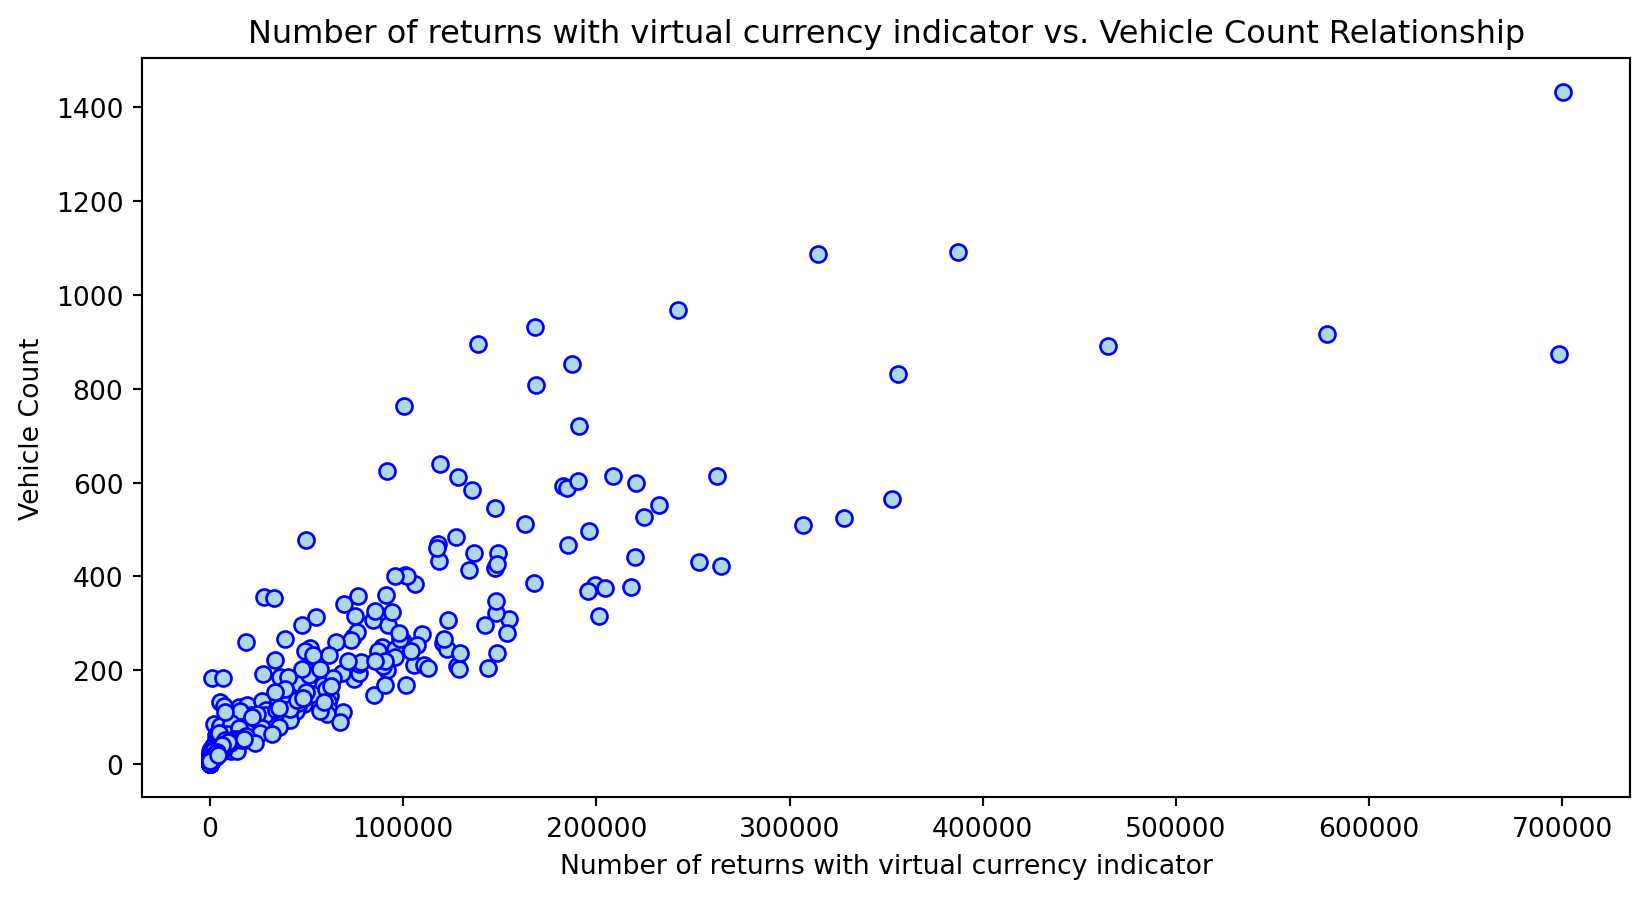 Number of returns with virtual currency indicator vs. Vehicle Count Relationship
1400
1200
1000
800
600
400
200
0
Vehicle Count
0 100000 200000 300000 400000 500000 600000 700000
Number of returns with virtual currency indicator